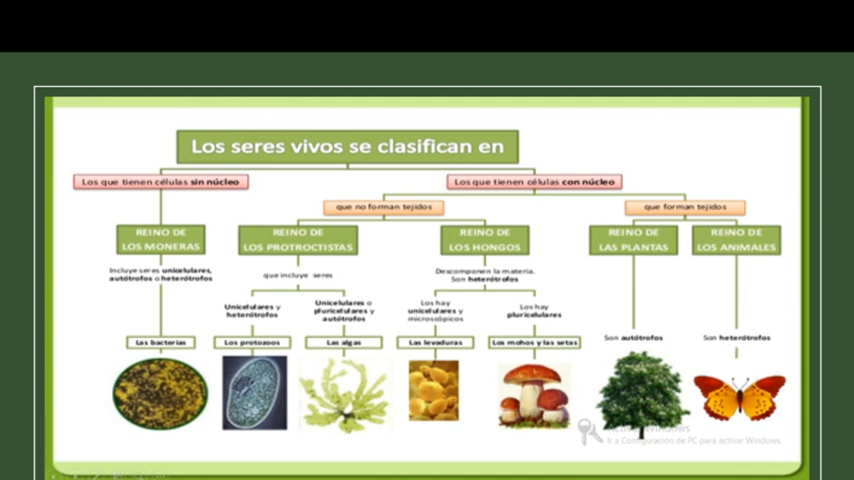 Los seres vivos se clasifican en
Los que tienen células sin núcleo
Los que tienen células con núcleo
que no forman tejidos
que forman tejidos
REINO DE
LOS MONERAS
REINO DE
LOS PROTROCTISTAS
REINO DE
LOS HONGOS
REINO DE
LAS PLANTAS
REINO DE
LOS ANIMALES
Incluye seres unicelulares,
autótrofos o heterótrofos
que incluye seres
Descomponen la materia.
Son heterótrofos
Unicelulares y
heterótrofos
Unicelulares o
pluricelulares y
autótrofos
Los hay
unicelulares y
microscópicos
Los hay
pluricelulares
Son autótrofos
Son heterótrofos
Las bacterias
Los protozoos
Las algas
Las levaduras
Los mohos y las setas
Ir a Configuración de PC para activar Windows.